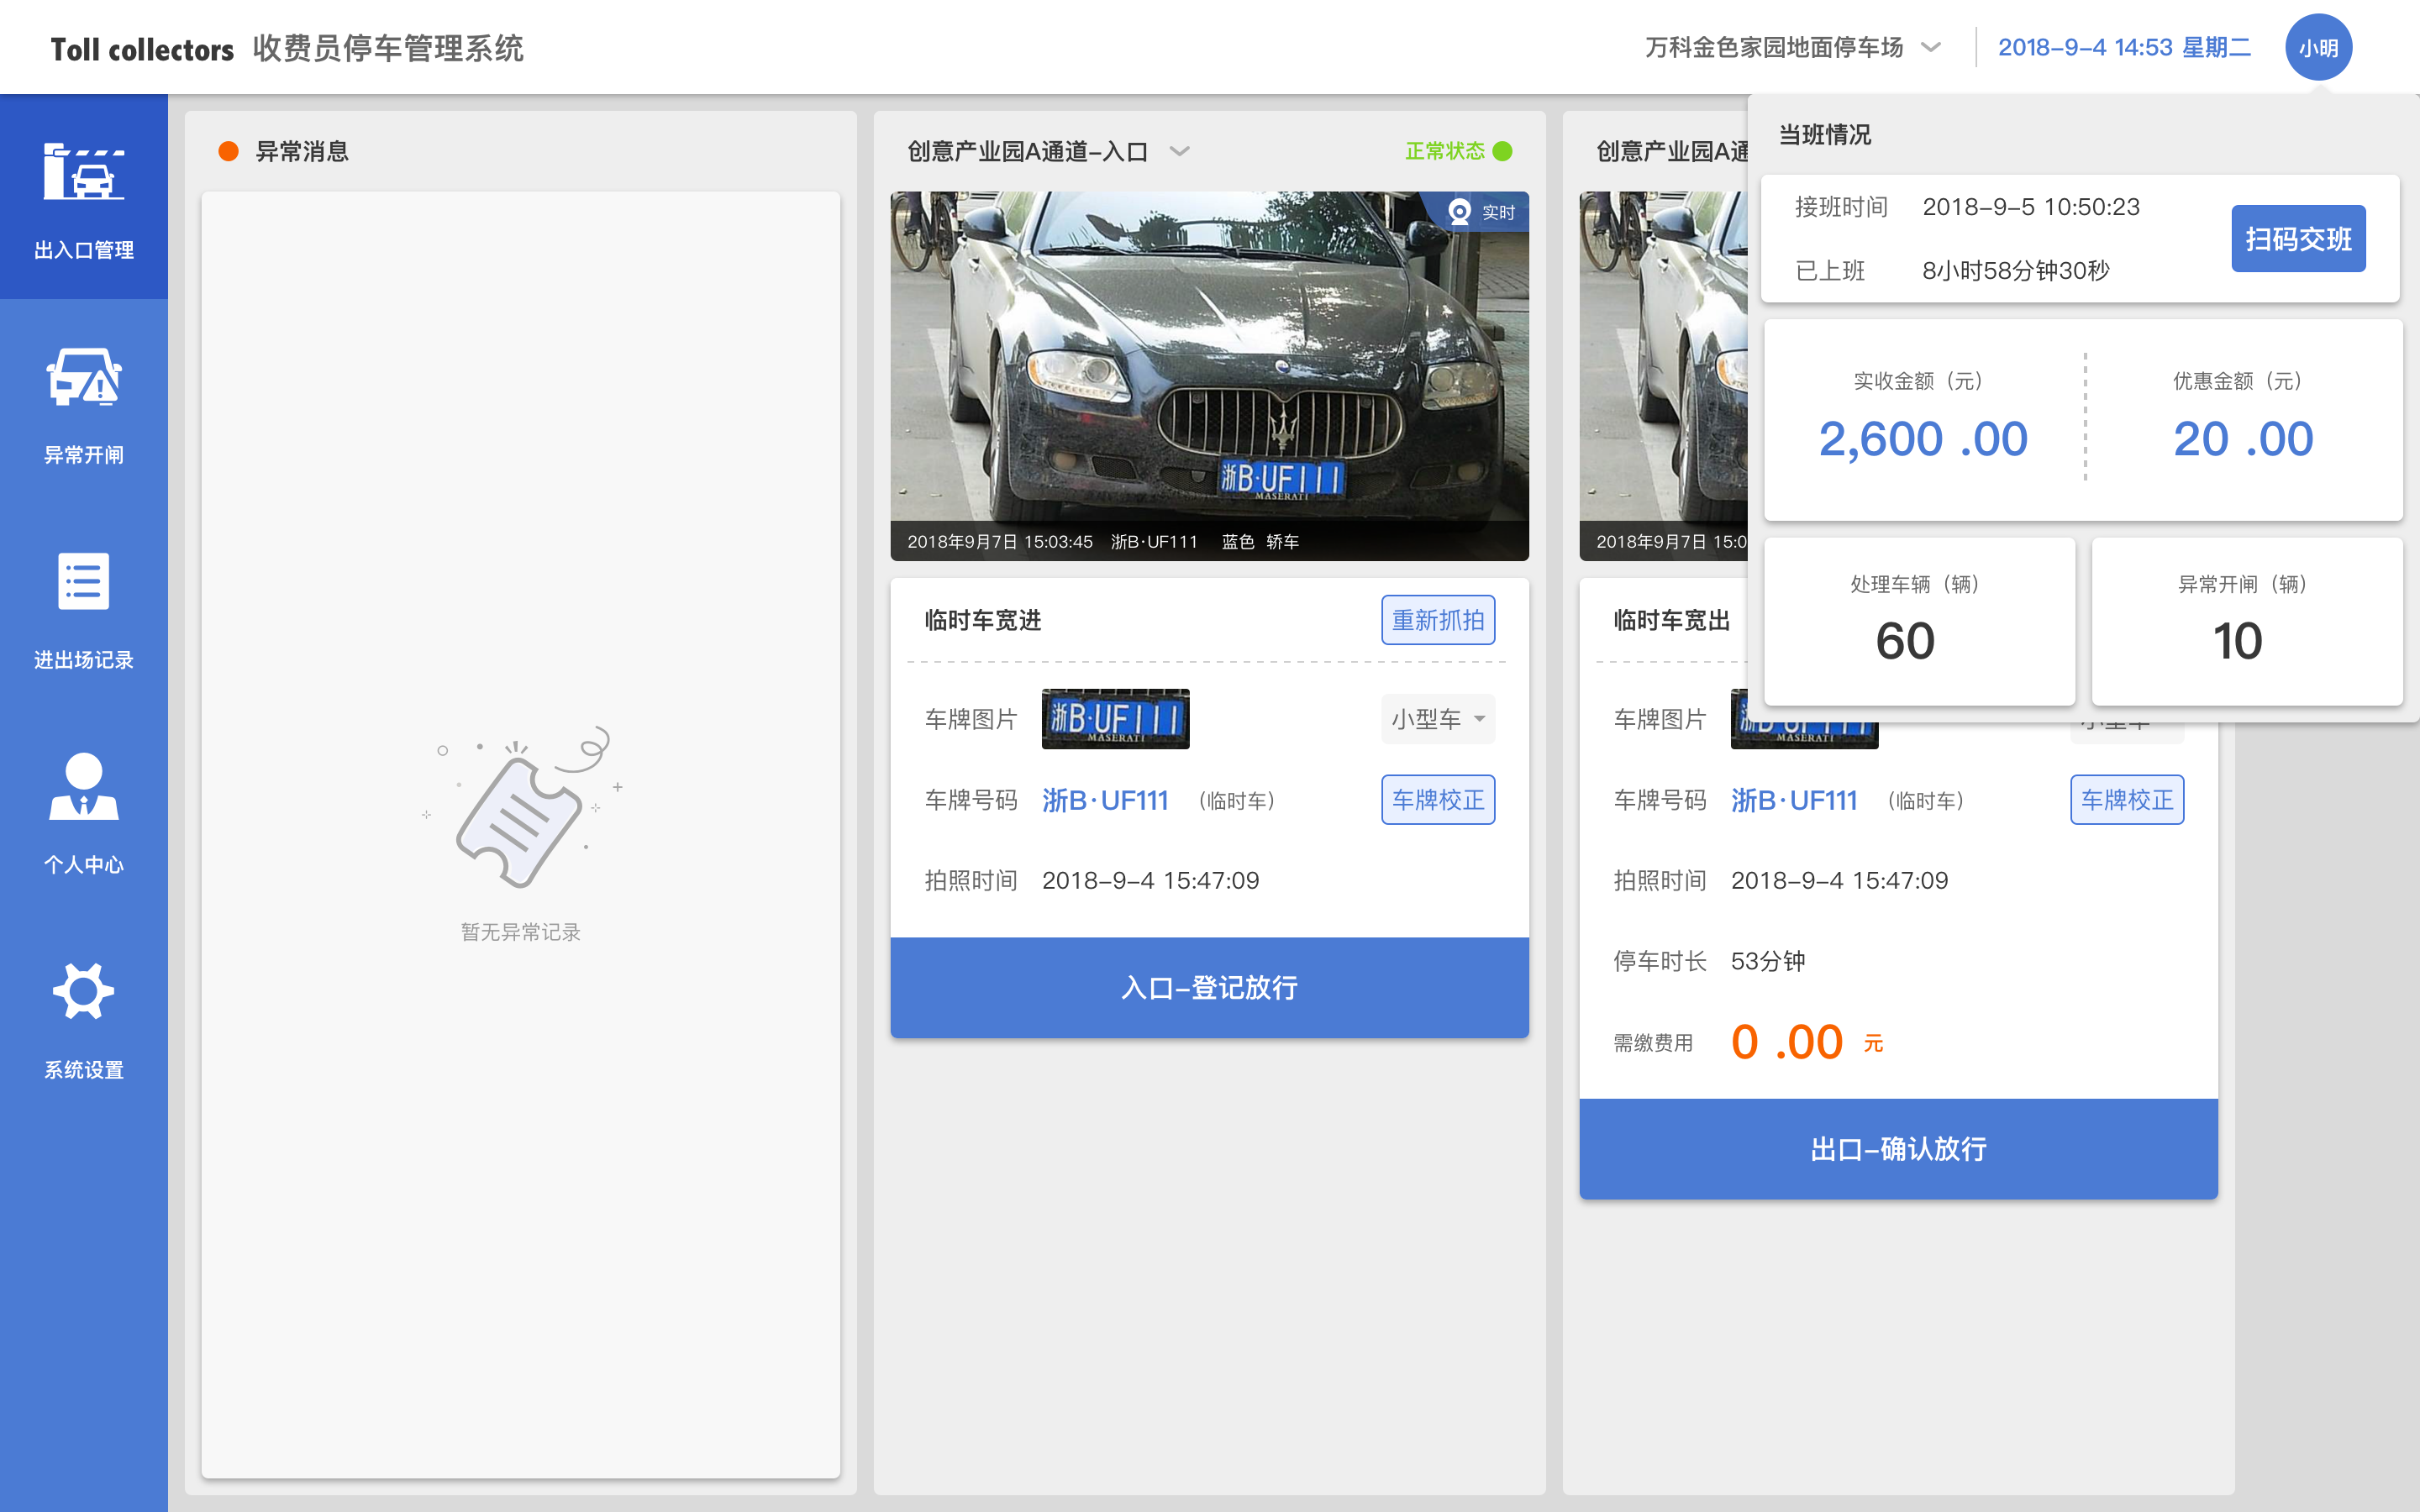 Toll collectors 收费员停车管理系统
万科金色家园地面停车场
2018-9-4 14:53 星期二
小明
出入口管理
异常开闸
进出场记录
个人中心
系统设置
异常消息
暂无异常记录
创意产业园A通道-入口
正常状态
实时
浙B·UF111
MASERATI
2018年9月7日 15:03:45 浙B·UF111 蓝色 轿车
临时车宽进
重新抓拍
车牌图片
浙B·UF111
MASERATI
小型车
车牌号码 浙B·UF111 (临时车)
车牌校正
拍照时间 2018-9-4 15:47:09
入口-登记放行
创意产业园A通
2018年9月7日 15:0
临时车宽出
车牌图片
浙B·UF111
MASERATI
小型车
车牌号码 浙B·UF111 (临时车)
车牌校正
拍照时间 2018-9-4 15:47:09
停车时长 53分钟
需缴费用 0 .00 元
出口-确认放行
当班情况
接班时间 2018-9-5 10:50:23
已上班 8小时58分钟30秒
扫码交班
实收金额（元）
2,600 .00
优惠金额（元）
20 .00
处理车辆（辆）
60
异常开闸（辆）
10